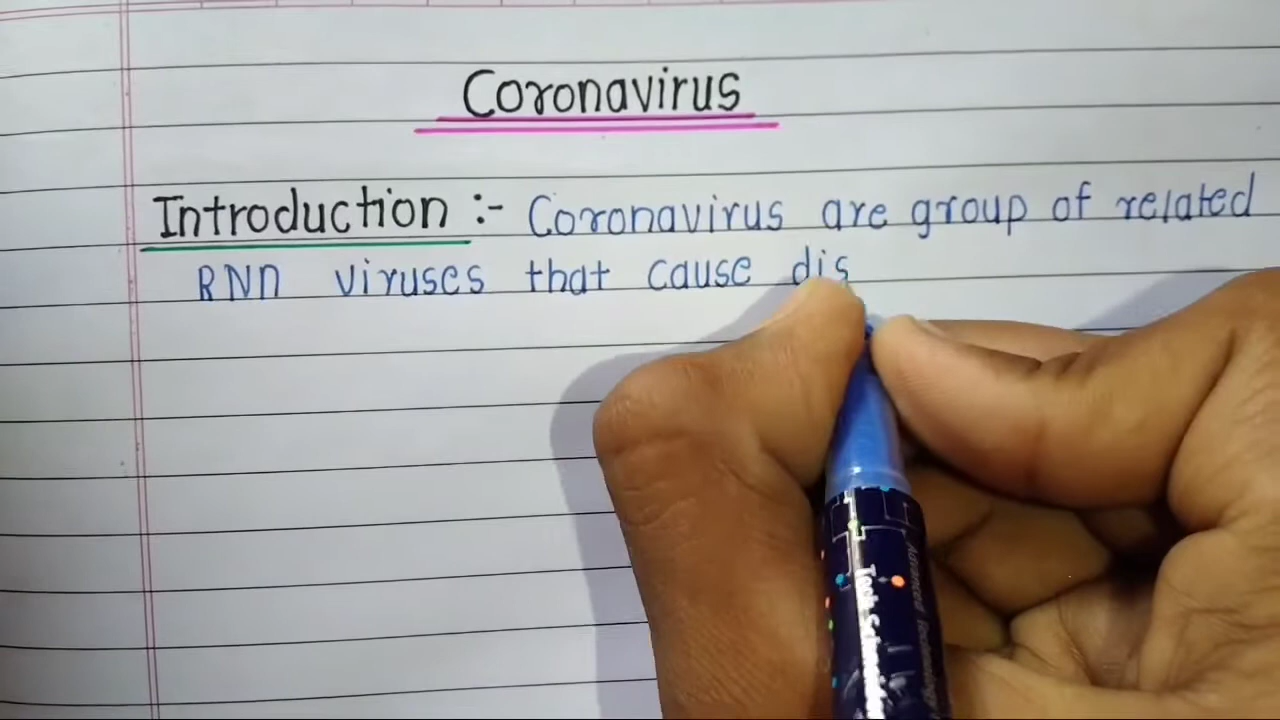 Coronavirus
Introduction :- Coronavirus are group of related
RNA viruses that cause dis